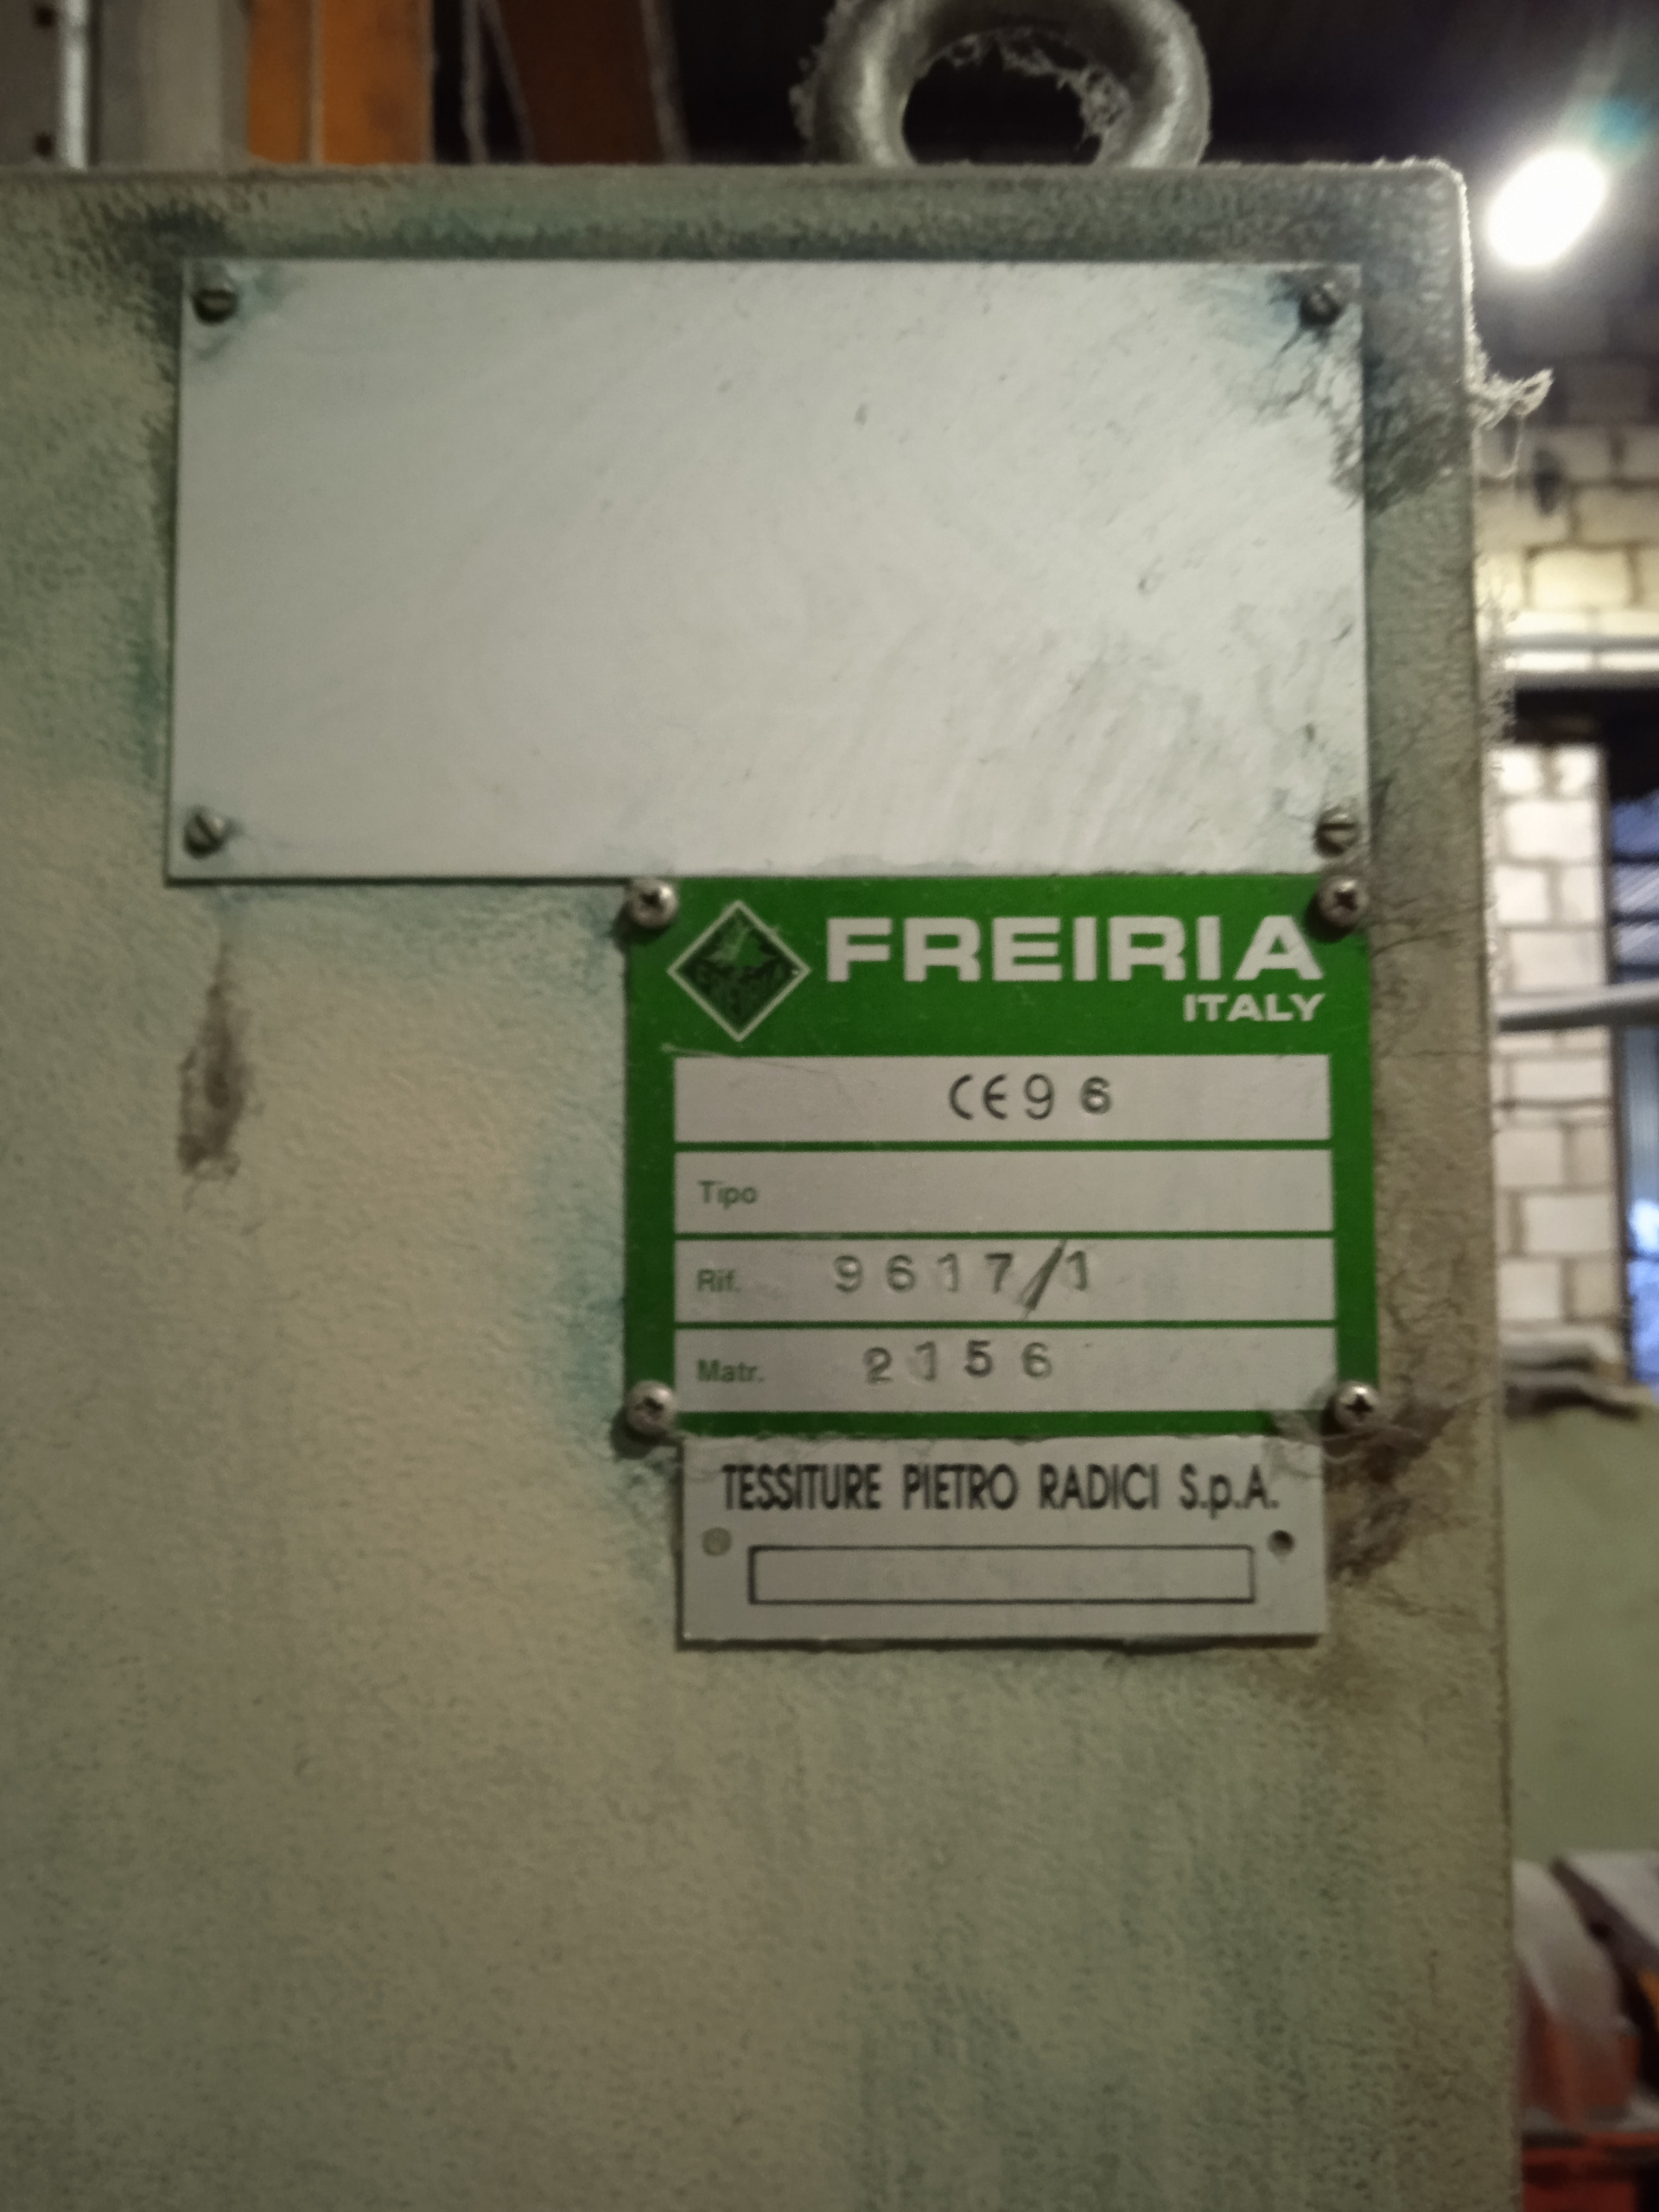 FREIRIA
ITALY
CE 96
Tipo
Rif. 9617/1
Matr. 2156
TESSITURE PIETRO RADICI S.p.A.